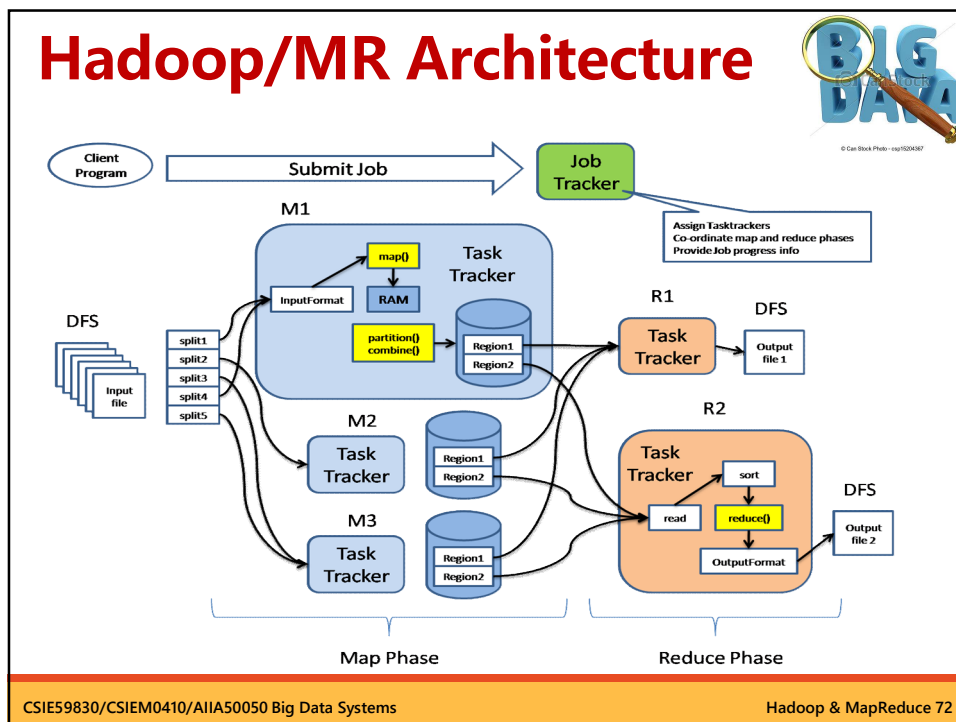 Hadoop/MR Architecture
BIG
DATA
(c) CanStock
© Can Stock Photo - csp15204367
Client
Program
Submit Job
Job
Tracker
Assign Tasktrackers
Co-ordinate map and reduce phases
Provide Job progress info
M1
Task
Tracker
map()
InputFormat
RAM
partition()
combine()
Region1
Region2
DFS
Input
file
split1
split2
split3
split4
split5
M2
Task
Tracker
Region1
Region2
M3
Task
Tracker
Region1
Region2
R1
Task
Tracker
DFS
Output
file 1
R2
Task
Tracker
sort
read
reduce()
OutputFormat
DFS
Output
file 2
Map Phase
Reduce Phase
CSIE59830/CSIEM0410/AIIA50050 Big Data Systems
Hadoop & MapReduce 72